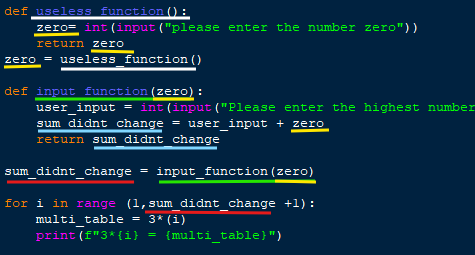 def useless_function():
zero= int(input("please enter the number zero"))
return zero
zero = useless_function()
def input_function(zero):
user_input = int(input("Please enter the highest number
sum_didnt_change = user_input + zero
return sum_didnt_change
sum_didnt_change = input_function(zero)
for i in range (1,sum_didnt_change +1):
multi_table = 3*(i)
print(f"3*{i} = {multi_table}")